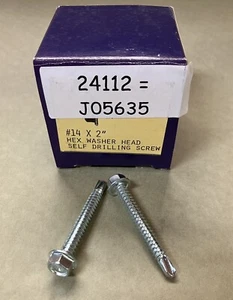 24112 =
J05635
#14 X 2"
HEX WASHER HEAD
SELF DRILLING SCREW